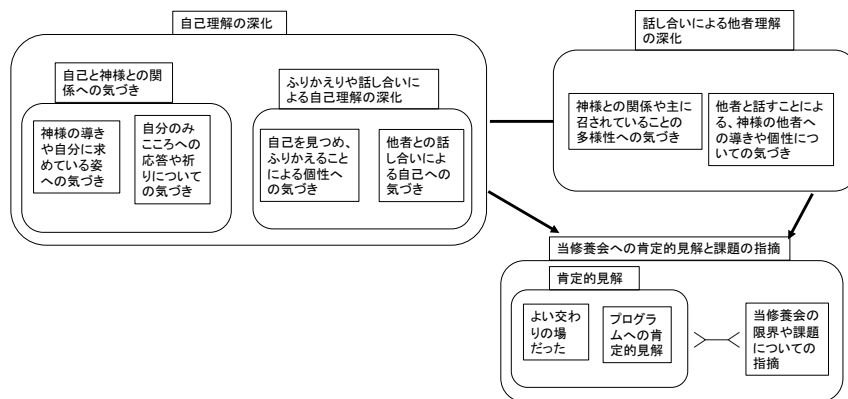 自己理解の深化
自己と神様との関
係への気づき
神様の導き
や自分に求
めている姿
への気づき
自分のみ
こころへの
応答や祈
りについて
の気づき
ふりかえりや話し合いに
よる自己理解の深化
自己を見つめ、
ふりかえること
による個性へ
の気づき
他者との話
し合いによ
る自己への
気づき
話し合いによる他者理解
の深化
神様との関係や主に
召されていることの
多様性への気づき
他者と話すことによ
る、神様の他者へ
の導きや個性につ
いての気づき
当修養会への肯定的見解と課題の指摘
肯定的見解
よい交わ
りの場
だった
プログラ
ムへの肯
定的見解
当修養会の
限界や課題
についての
指摘